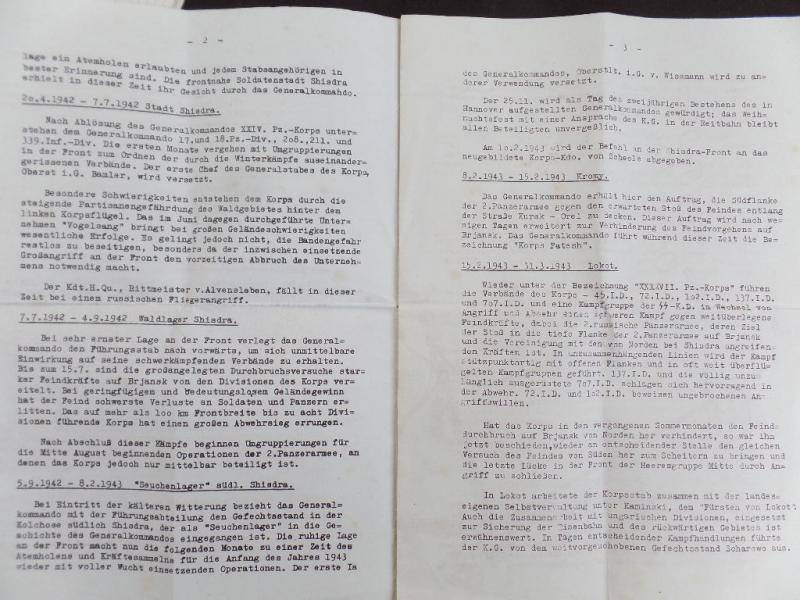 - 2 -
lage ein Atemholen erlaubten und jedem Stabsangehörigen in
bester Erinnerung sind. Die frontnahe Soldatenstadt Shisdra
erhielt in dieser Zeit ihr Gesicht durch das Generalkommahdo.
2o.4.1942 - 7.7.1942 Stadt Shisdra.
Nach Ablösung des Generalkommandos XXIV. Pz.-Korps unter-
stehen dem Generalkommando 17.und 18.Pz.-Div., 2o8.,211. und
339.Inf.-Div. Die ersten Monate vergehen mit Umgruppierungen
in der Front zum Ordnen der durch die Winterkämpfe auseinander-
gerissenen Verbände. Der erste Chef des Generalstabes des Korps,
Oberst i.G. Bamler, wird versetzt.
Besondere Schwierigkeiten entstehen dem Korps durch die
steigende Partisanengefährdung des Waldgebietes hinter dem
linken Korpsflügel. Das im Juni dagegen durchgeführte Unter-
nehmen "Vogelsang" bringt bei großen Geländeschwierigkeiten
wesentliche Erfolge. Es gelingt jedoch nicht, die Bandengefahr
restlos zu beseitigen, besonders da der inzwischen einsetzende
Großangriff an der Front den vorzeitigen Abbruch des Unterneh-
mens notwendig macht.
Der Kdt.H.Qu., Rittmeister v.Alvensleben, fällt in dieser
Zeit bei einem russischen Fliegerangriff.
7.7.1942 - 4.9.1942 Waldlager Shisdra.
Bei sehr ernster Lage an der Front verlegt das General-
kommando den Führungsstab nach vorwärts, um sich unmittelbare
Einwirkung auf seine schwerkämpfenden Verbände zu erhalten.
Bis zum 15.7. sind die großangelegten Durchbruchsversuche star-
ker Feindkräfte auf Brjansk von den Divisionen des Korps ver-
eitelt. Bei geringfügigen und bedeutungslosen Geländegewinn
hat der Feind schwerste Verluste an Soldaten und Panzern er-
litten. Das auf mehr als 1oo km Frontbreite bis zu acht Divi-
sionen führende Korps hat einen großen Abwehrsieg errungen.
Nach Abschluß dieser Kämpfe beginnen Umgruppierungen für
die Mitte August beginnenden Operationen der 2.Panzerarmee, an
denen das Korps jedoch nur mittelbar beteiligt ist.
5.9.1942 - 8.2.1943 "Seuchenlager" südl. Shisdra.
Bei Eintritt der kälteren Witterung bezieht das General-
kommando mit der Führungsabteilung den Gefechtsstand in der
Kolchose südlich Shisdra, der als "Seuchenlager" in die Ge-
schichte des Generalkommandos eingegangen ist. Die ruhige Lage
an der Front macht nun die folgenden Monate zu einer Zeit des
Atemholens und Kräftesammelns für die Anfang des Jahres 1943
wieder mit voller Wucht einsetzenden Operationen. Der erste Ia
- 3 -
des Generalkommandos, Oberstlt. i.G. v. Wissmann wird zu an-
derer Verwendung versetzt.
Der 25.11. wird als Tag des zweijährigen Bestehens des in
Hannover aufgestellten Generalkommandos gewürdigt; das Weih-
nachtsfest mit einer Ansprache des K.G. in der Reitbahn bleibt
allen Beteiligten unvergeßlich.
Am 1o.2.1943 wird der Befehl an der Shisdra-Front an das
neugebildete Korps-Kdo. von Scheele abgegeben.
8.2.1943 - 15.2.1943 Kromy.
Das Generalkommando erhält hier den Auftrag, die Südflanke
der 2.Panzerarmee gegen den erwarteten Stoß des Feindes entlang
der Straße Kursk - Orel zu decken. Dieser Auftrag wird nach we-
nigen Tagen erweitert zur Verhinderung des Feindvorgehens auf
Brjansk. Das Generalkommando führt während dieser Zeit die Be-
zeichnung "Korps Fatesh".
15.2.1943 - 31.3.1943 Lokot.
Wieder unter der Bezeichnung "XXXXVII. Pz.-Korps" führen
die Verbände des Korps - 45.I.D., 72.I.D., 1o2.I.D., 137.I.D.
und 7o7.I.D. und eine Kampfgruppe der SS-K.D. in Wechsel von
Angriff und Abwehr einen schweren Kampf gegen weitüberlegene
Feindkräfte, dabei die 2.russische Panzerarmee, deren Ziel
der Stoß in die tiefe Flanke der 2.Panzerarmee auf Brjansk
und die Vereinigung mit den vom Norden bei Shisdra angreifen-
den Kräften ist. In unzusammenhängenden Linien wird der Kampf
stützpunktartig mit offenen Flanken und in oft weit überflü-
gelten Kampfgruppen geführt. 137.I.D. und die völlig unzu-
länglich ausgerüstete 7o7.I.D. schlagen sich hervorragend in
der Abwehr. 72.I.D. und 1o2.I.D. beweisen ungebrochenen An-
griffswillen.
Hat das Korps in den vergangenen Sommermonaten den Feind-
durchbruch auf Brjansk von Norden her verhindert, so war ihm
jetzt beschieden,wieder an entscheidender Stelle den gleichen
Versuch des Feindes von Süden her zum Scheitern zu bringen und
die letzte Lücke in der Front der Heeresgruppe Mitte durch An-
griff zu schließen.
In Lokot arbeitete der Korpsstab zusammen mit der landes-
eigenen Selbstverwaltung unter Kaminski, dem "Fürsten von Lokot"
Auch die Zusammenarbeit mit ungarischen Divisionen, eingesetzt
zur Sicherung der Eisenbahn und des rückwärtigen Gebietes ist
erwähnenswert. In Tagen entscheidender Kampfhandlungen führte
der K.G. von dem weitvorgeschobenen Gefechtsstand Bobarowo aus.